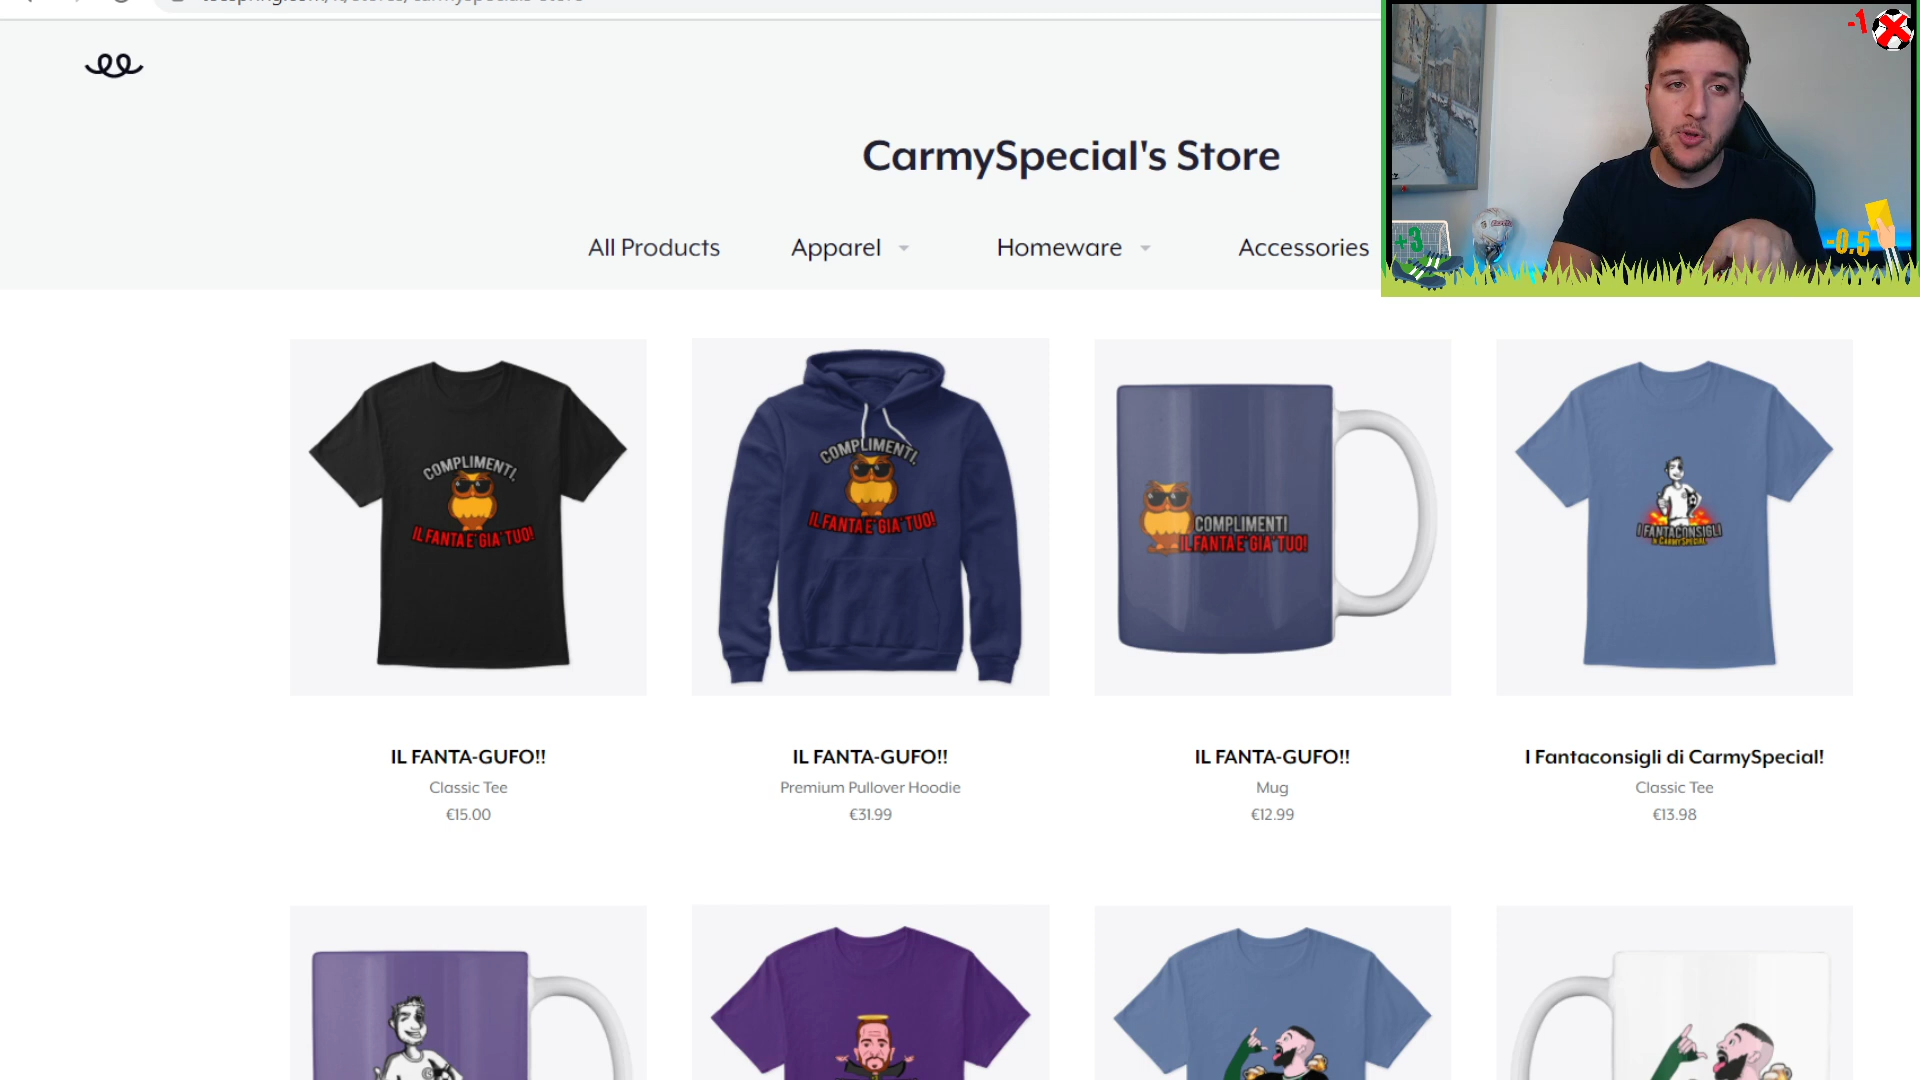 CarmySpecial's Store
All Products
Apparel
Homeware
Accessories
-1
+3
-0.5
COMPLIMENTI,
IL FANTA E' GIA' TUO!
COMPLIMENTI,
IL FANTA E' GIA' TUO!
COMPLIMENTI
IL FANTA E' GIA' TUO!
I FANTACONSIGLI
di CARMYSPECIAL
IL FANTA-GUFO!!
Classic Tee
€15.00
IL FANTA-GUFO!!
Premium Pullover Hoodie
€31.99
IL FANTA-GUFO!!
Mug
€12.99
I Fantaconsigli di CarmySpecial!
Classic Tee
€13.98